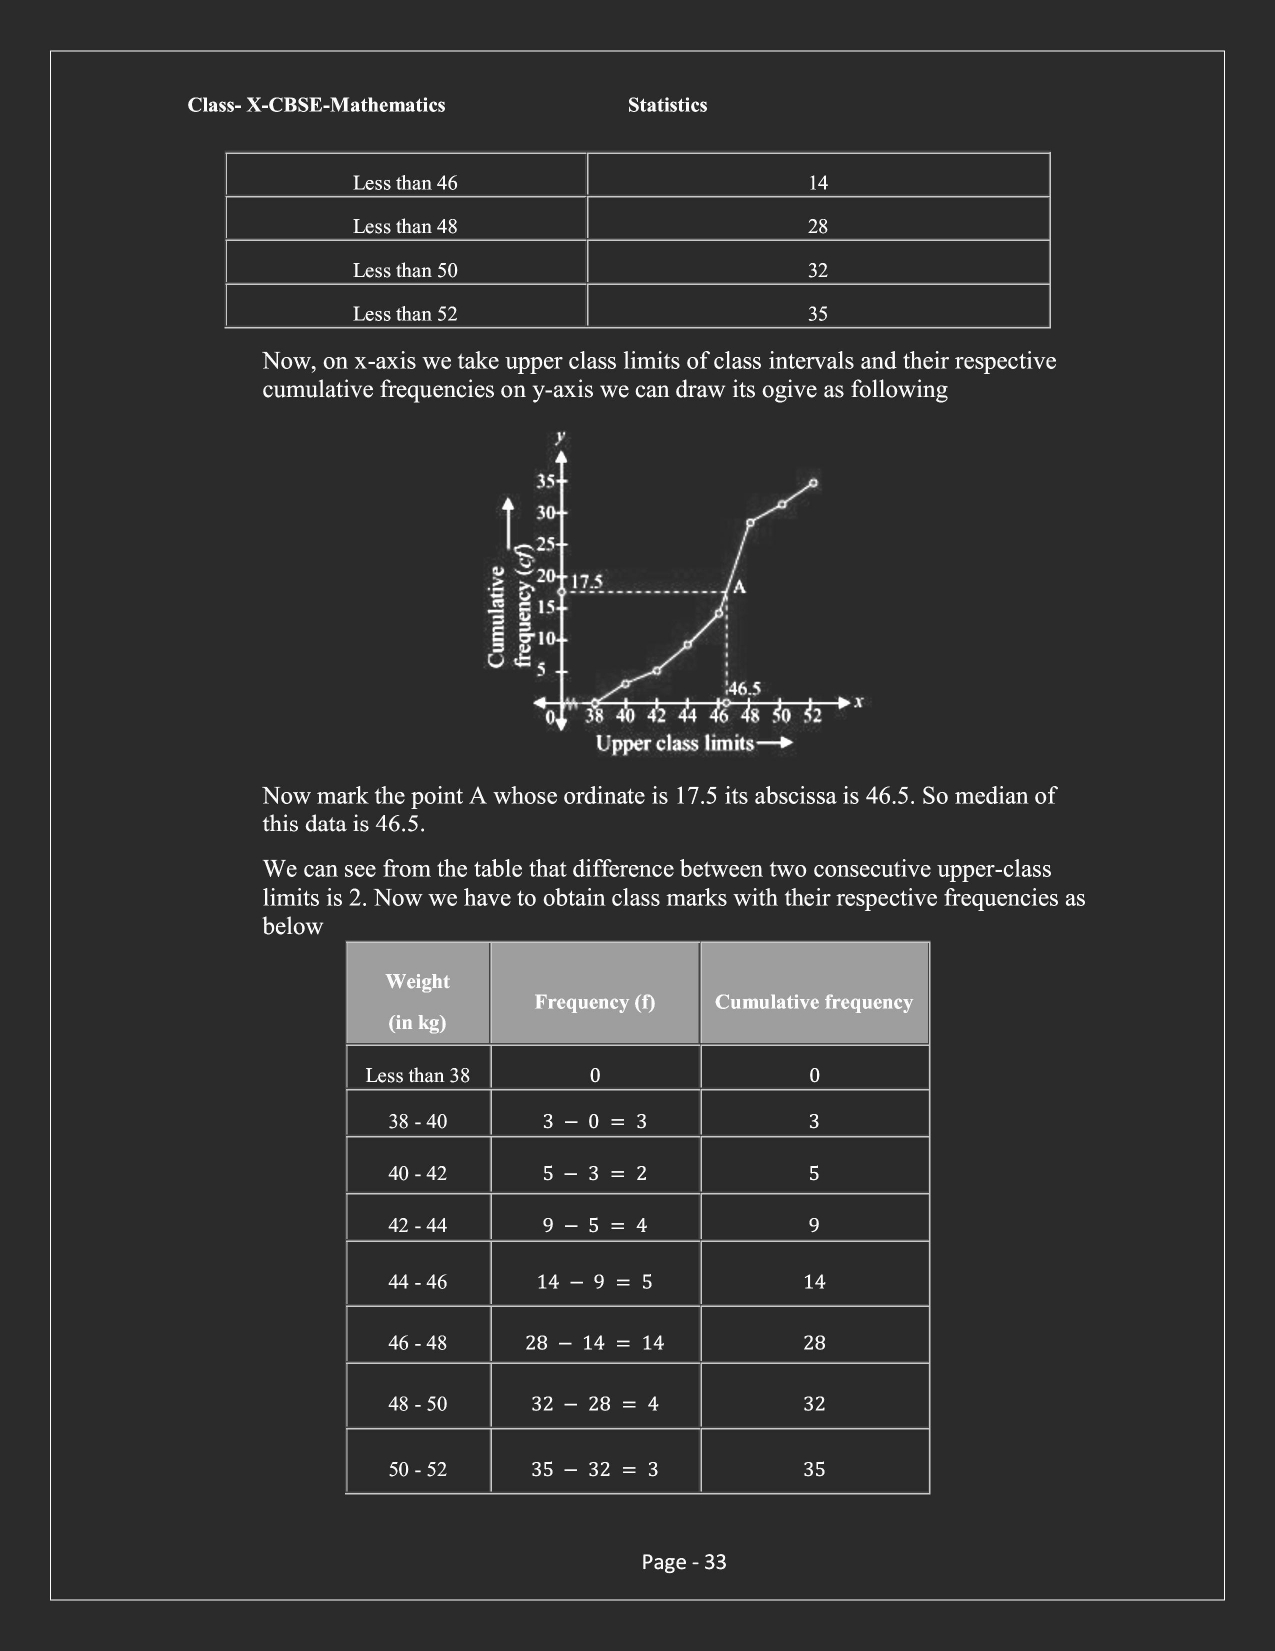 Class- X-CBSE-Mathematics Statistics
Less than 46 14
Less than 48 28
Less than 50 32
Less than 52 35
Now, on x-axis we take upper class limits of class intervals and their respective
cumulative frequencies on y-axis we can draw its ogive as following
y
35
30
25
20
17.5
15
10
5
Cumulative
frequency (cf)
A
46.5
x
0 38 40 42 44 46 48 50 52
Upper class limits
Now mark the point A whose ordinate is 17.5 its abscissa is 46.5. So median of
this data is 46.5.
We can see from the table that difference between two consecutive upper-class
limits is 2. Now we have to obtain class marks with their respective frequencies as
below
Weight
(in kg)
Frequency (f)
Cumulative frequency
Less than 38 0 0
38 - 40 3 − 0 = 3 3
40 - 42 5 − 3 = 2 5
42 - 44 9 − 5 = 4 9
44 - 46 14 − 9 = 5 14
46 - 48 28 − 14 = 14 28
48 - 50 32 − 28 = 4 32
50 - 52 35 − 32 = 3 35
Page - 33